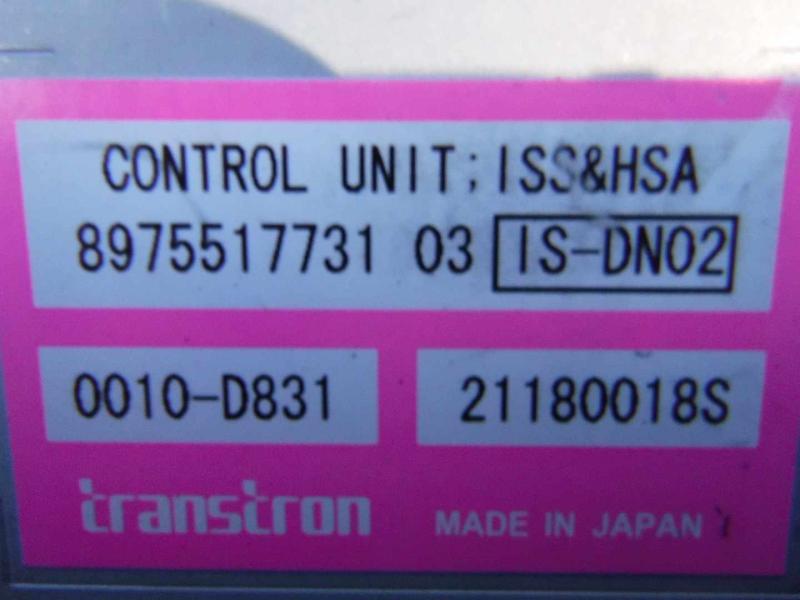 CONTROL UNIT;ISS&HSA
8975517731 03 IS-DN02
0010-D831 21180018S
transtron MADE IN JAPAN